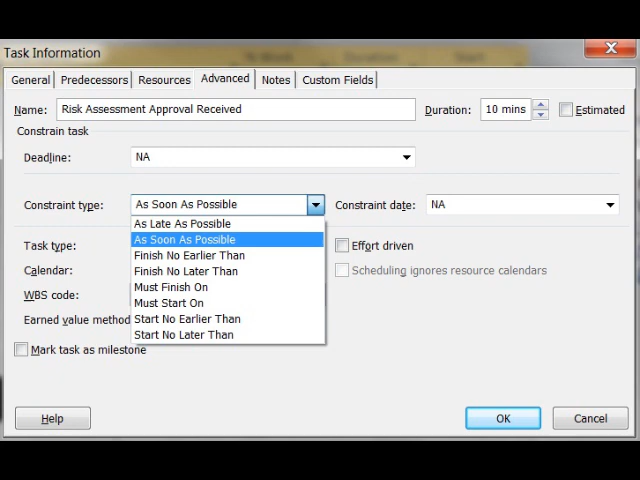 % Work Duration Start
Task Information
General Predecessors Resources Advanced Notes Custom Fields
Name: Risk Assessment Approval Received Duration: 10 mins Estimated
Constrain task
Deadline: NA
Constraint type: As Soon As Possible Constraint date: NA
As Late As Possible
Task type: As Soon As Possible Effort driven
Finish No Earlier Than
Calendar: Finish No Later Than Scheduling ignores resource calendars
Must Finish On
WBS code: Must Start On
Earned value method Start No Earlier Than
Start No Later Than
Mark task as milestone
Help OK Cancel